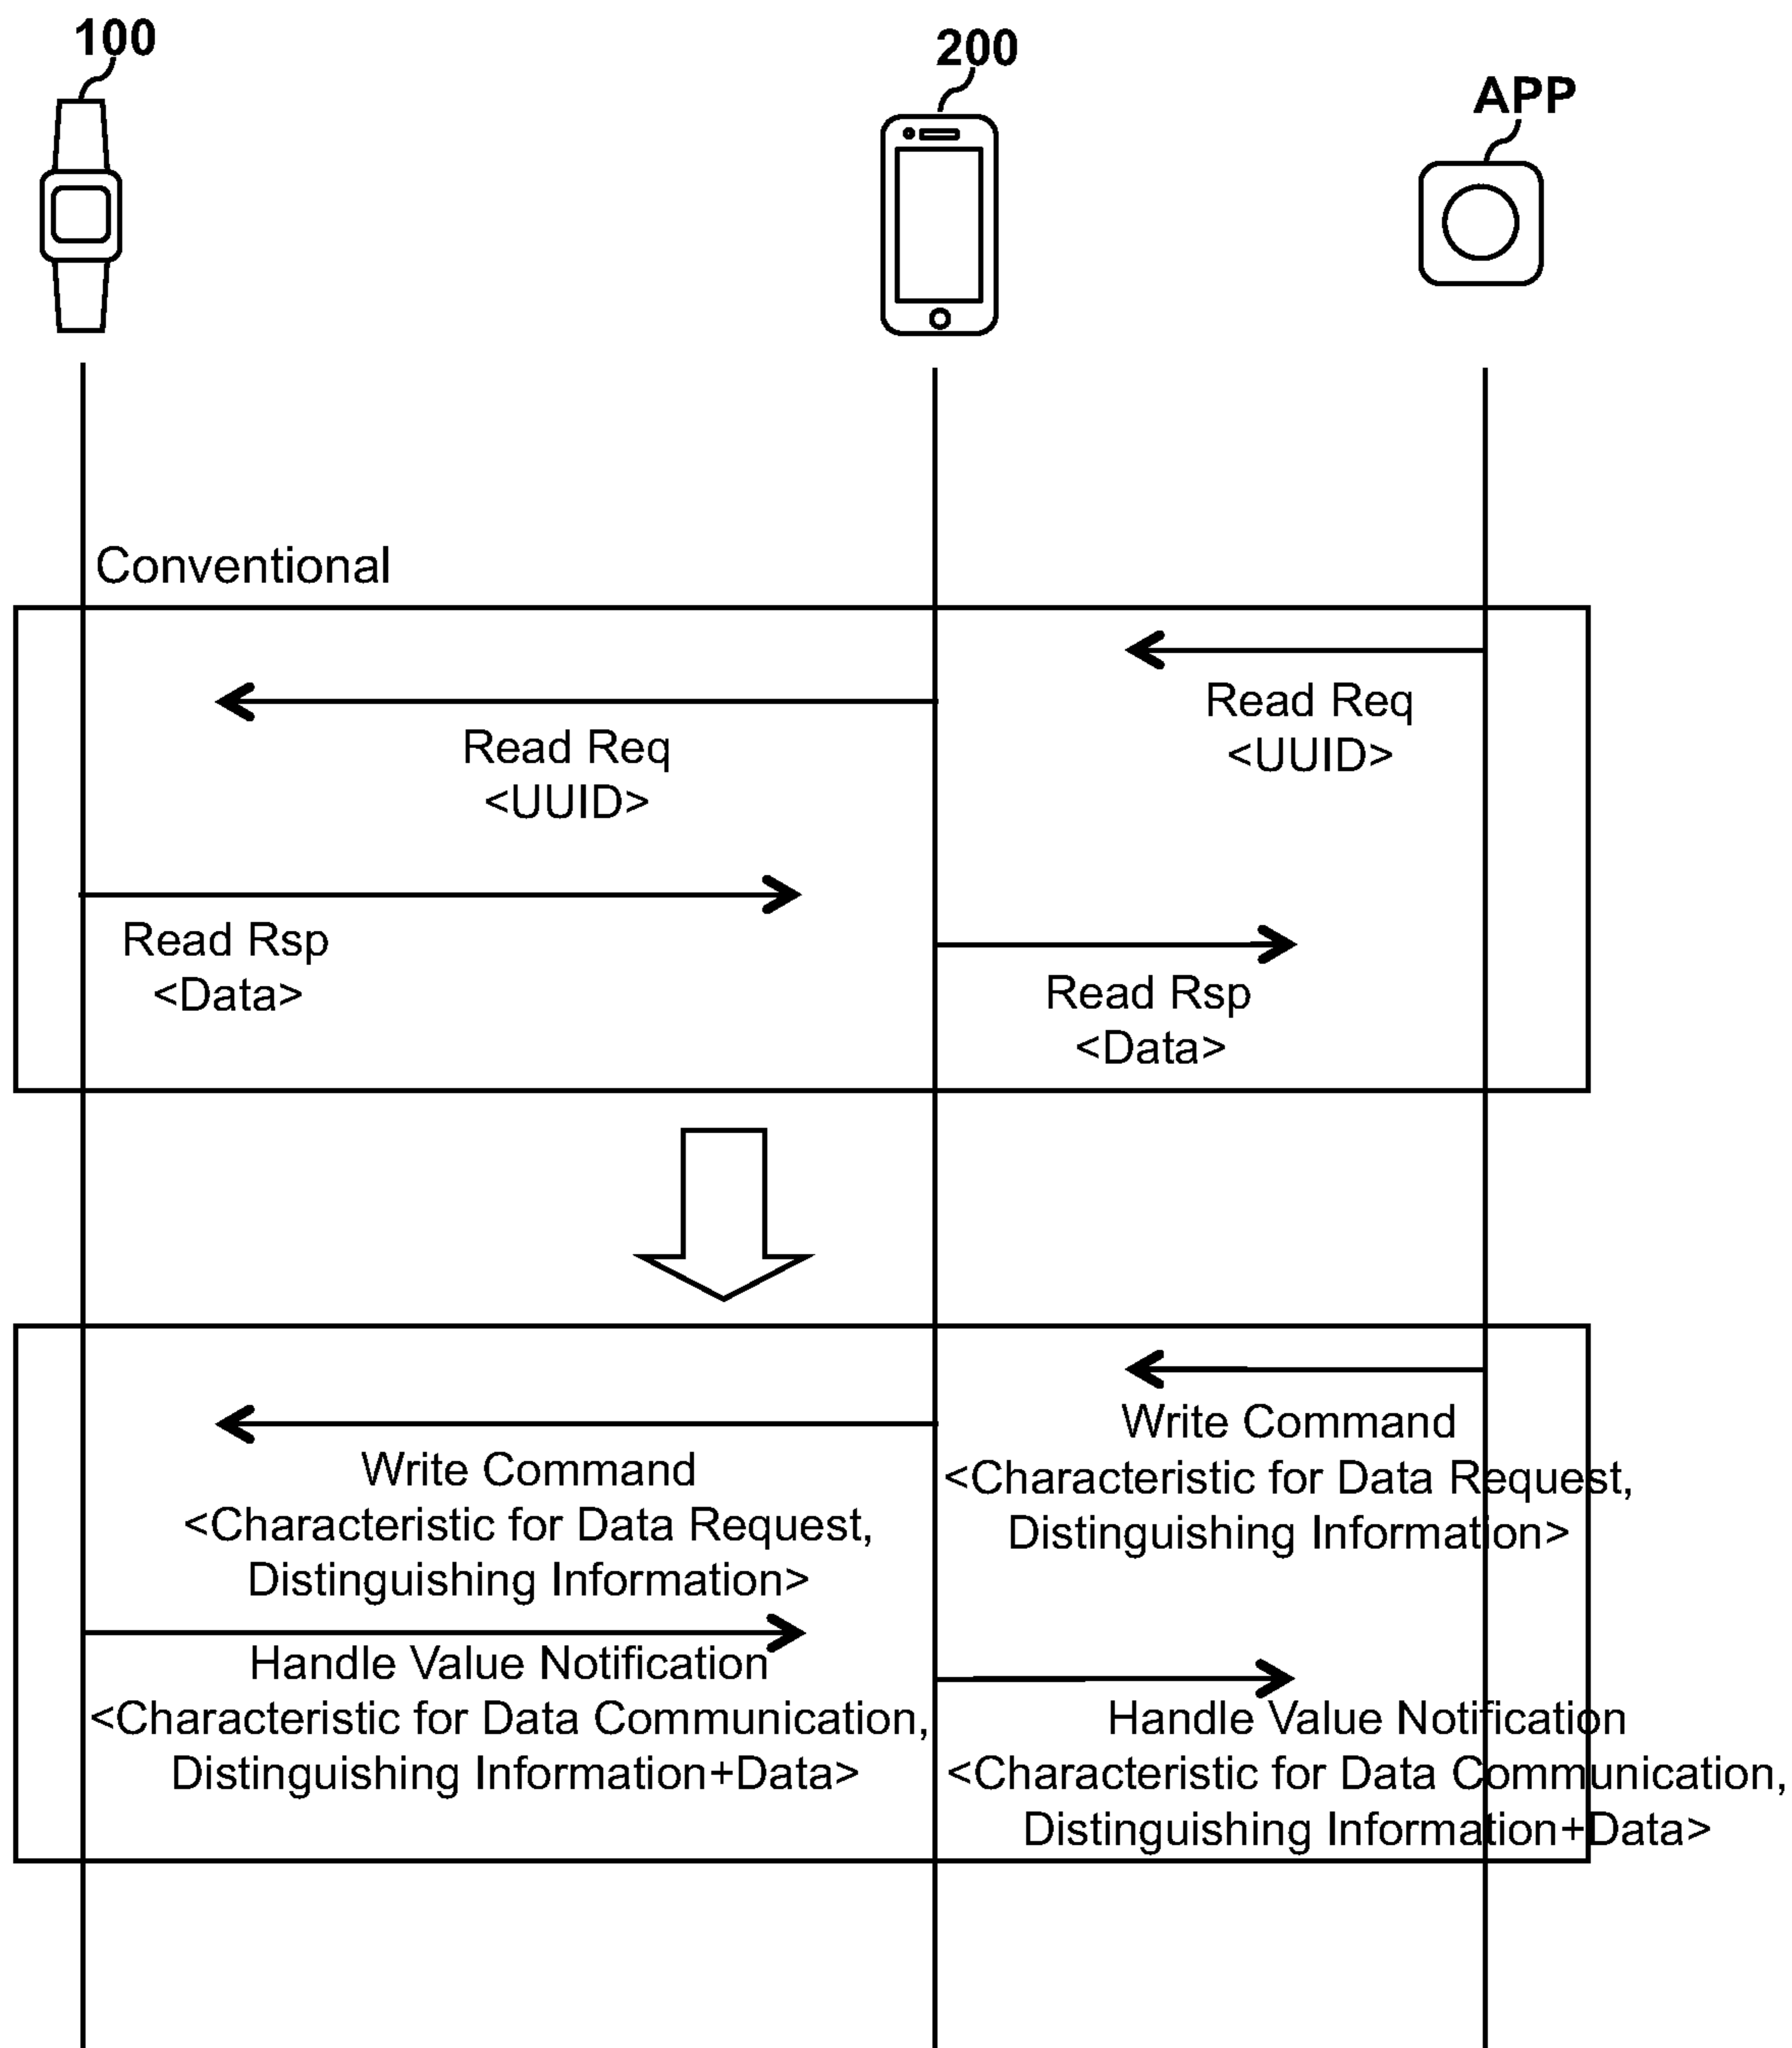 100
200
APP
Conventional
Read Req
<UUID>
Read Req
<UUID>
Read Rsp
<Data>
Read Rsp
<Data>
Write Command
<Characteristic for Data Request,
Distinguishing Information>
Write Command
<Characteristic for Data Request,
Distinguishing Information>
Handle Value Notification
<Characteristic for Data Communication,
Distinguishing Information+Data>
Handle Value Notification
<Characteristic for Data Communication,
Distinguishing Information+Data>